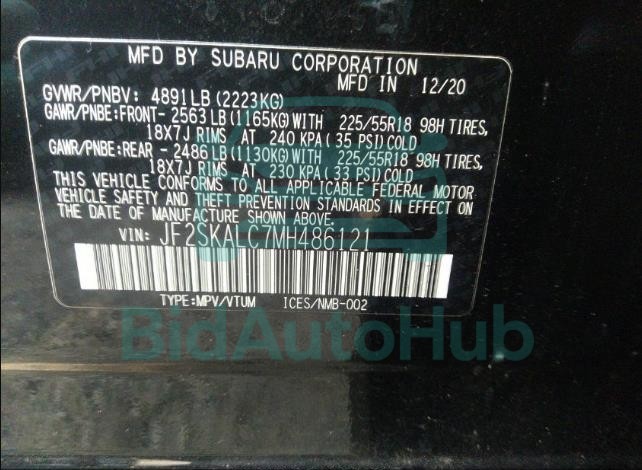 MFD BY SUBARU CORPORATION
MFD IN 12/20
GVWR/PNBV: 4891LB (2223KG)
GAWR/PNBE:FRONT- 2563LB (1165KG)WITH 225/55R18 98H TIRES,
18X7J RIMS AT 240 KPA (35 PSI) COLD
GAWR/PNBE:REAR - 2486LB (1130KG)WITH 225/55R18 98H TIRES,
18X7J RIMS AT 230 KPA (33 PSI) COLD
THIS VEHICLE CONFORMS TO ALL APPLICABLE FEDERAL MOTOR
VEHICLE SAFETY AND THEFT PREVENTION STANDARDS IN EFFECT ON
THE DATE OF MANUFACTURE SHOWN ABOVE.
VIN: JF2SKALC7MH486121
TYPE:MPV/VTUM ICES/NMB-002
BidAutoHub